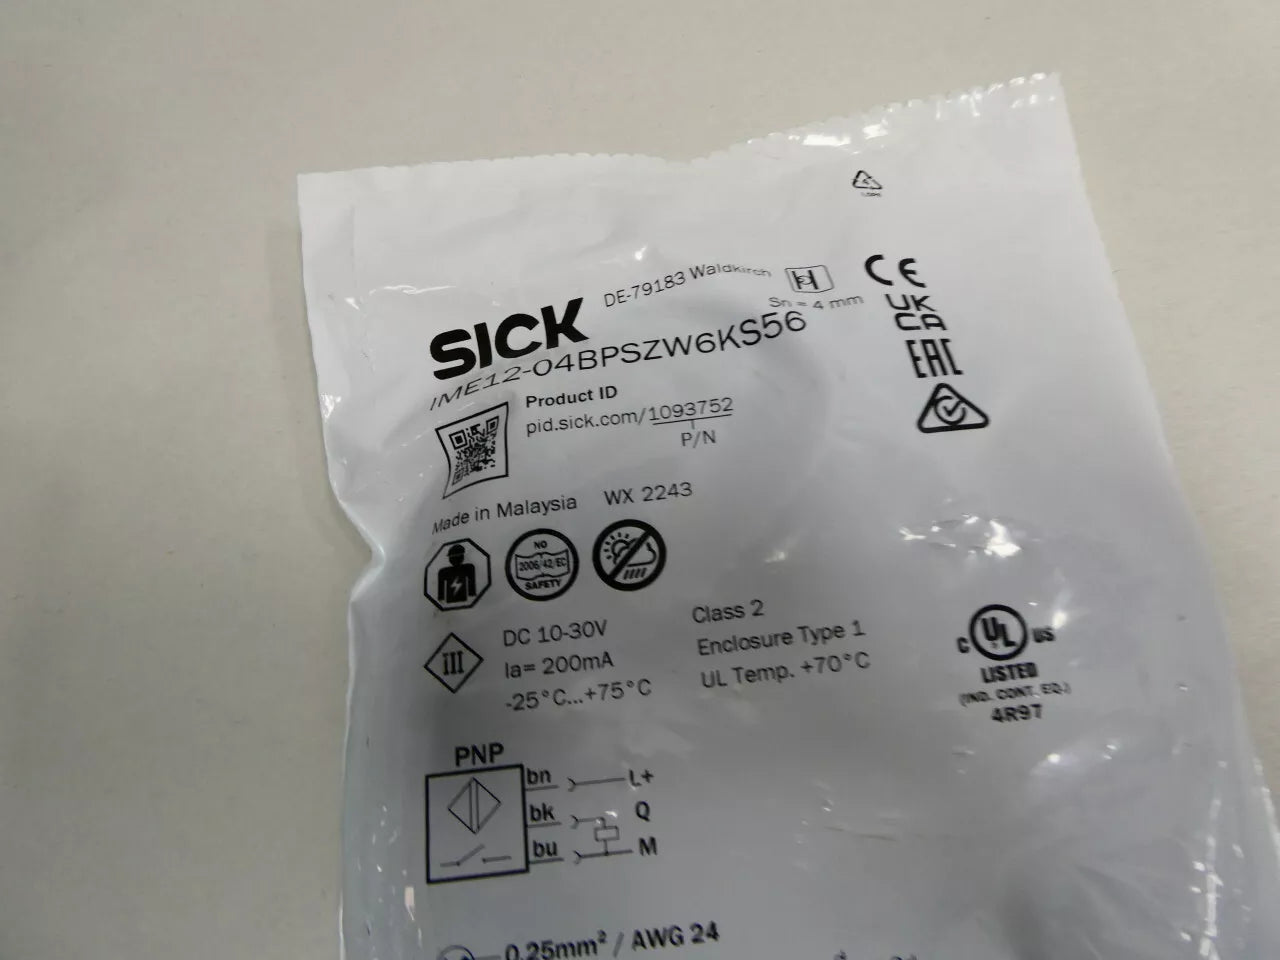 LDPE
SICK
DE-79183 Waldkirch
Sn = 4 mm
CE
UK
CA
EAC
IME12-04BPSZW6KS56
Product ID
pid.sick.com/1093752
P/N
Made in Malaysia WX 2243
NO
2006/42/EC
SAFETY
III
DC 10-30V
Ia= 200mA
-25°C...+75°C
Class 2
Enclosure Type 1
UL Temp. +70°C
C UL US
LISTED
(IND. CONT. EQ.)
4R97
PNP
bn L+
bk Q
bu M
0.25mm² / AWG 24